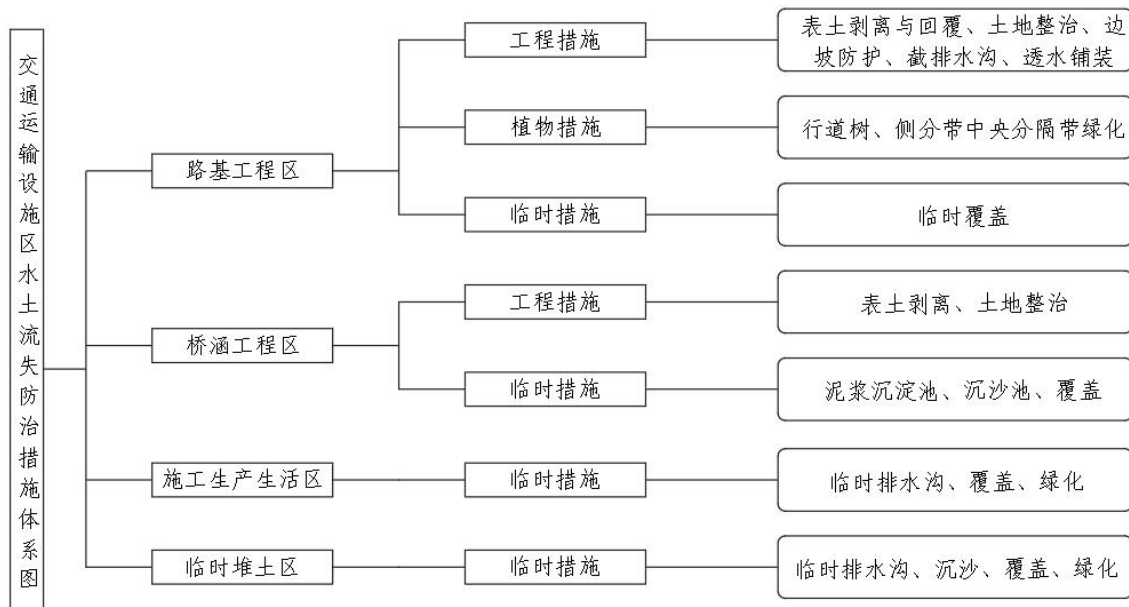 交通运输设施区水土流失防治措施体系图
路基工程区
工程措施
表土剥离与回覆、土地整治、边
坡防护、截排水沟、透水铺装
植物措施
行道树、侧分带中央分隔带绿化
临时措施
临时覆盖
桥涵工程区
工程措施
表土剥离、土地整治
临时措施
泥浆沉淀池、沉沙池、覆盖
施工生产生活区
临时措施
临时排水沟、覆盖、绿化
临时堆土区
临时措施
临时排水沟、沉沙、覆盖、绿化